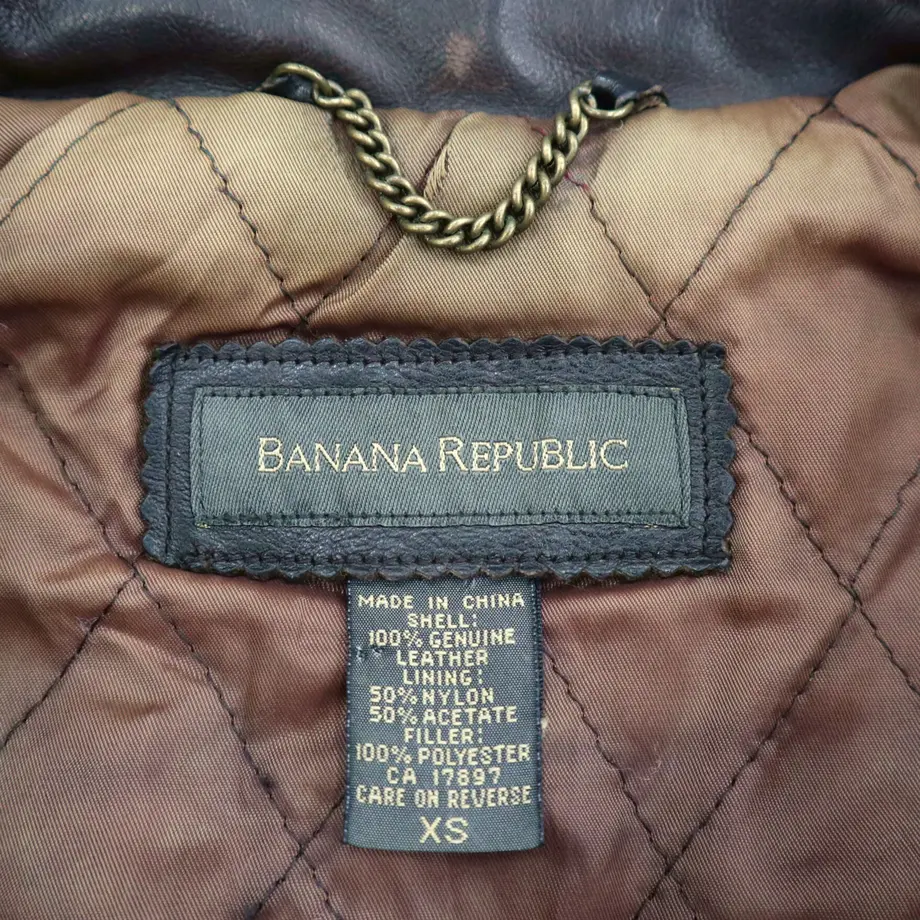 BANANA REPUBLIC
MADE IN CHINA
SHELL:
100% GENUINE
LEATHER
LINING:
50% NYLON
50% ACETATE
FILLER:
100% POLYESTER
CA 17897
CARE ON REVERSE
XS